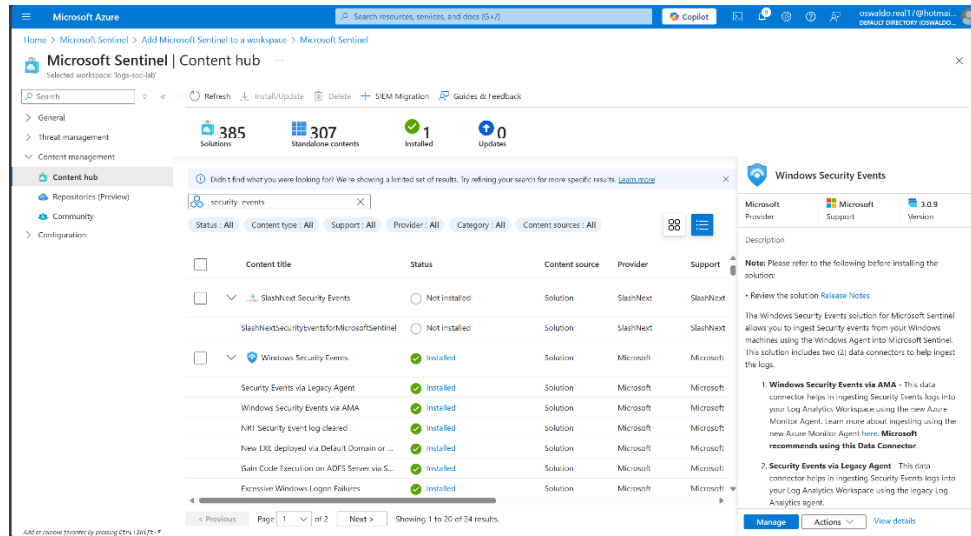 Microsoft Azure
Search resources, services, and docs (G+/)
Copilot
oswaldo.real17@hotmai...
DEFAULT DIRECTORY (OSWALDO...
Home > Microsoft Sentinel > Add Microsoft Sentinel to a workspace > Microsoft Sentinel
Microsoft Sentinel | Content hub ...
Selected workspace: 'logs-soc-lab'
Search
Refresh Install/Update Delete SIEM Migration Guides & Feedback
General
Threat management
Content management
Content hub
Repositories (Preview)
Community
Configuration
385
Solutions
307
Standalone contents
1
Installed
0
Updates
Didn't find what you were looking for? We're showing a limited set of results. Try refining your search for more specific results. Learn more
security events
Status : All Content type : All Support : All Provider : All Category : All Content sources : All
Content title Status Content source Provider Support
SlashNext Security Events Not installed Solution SlashNext SlashNext
SlashNextSecurityEventsforMicrosoftSentinel Not installed Solution SlashNext SlashNext
Windows Security Events Installed Solution Microsoft Microsoft
Security Events via Legacy Agent Installed Solution Microsoft Microsoft
Windows Security Events via AMA Installed Solution Microsoft Microsoft
NRT Security Event log cleared Installed Solution Microsoft Microsoft
New EXE deployed via Default Domain or ... Installed Solution Microsoft Microsoft
Gain Code Execution on ADFS Server via S... Installed Solution Microsoft Microsoft
Excessive Windows Logon Failures Installed Solution Microsoft Microsoft
< Previous Page 1 of 2 Next > Showing 1 to 20 of 24 results.
Windows Security Events
Microsoft
Provider
Microsoft
Support
3.0.9
Version
Description
Note: Please refer to the following before installing the
solution:
• Review the solution Release Notes
The Windows Security Events solution for Microsoft Sentinel
allows you to ingest Security events from your Windows
machines using the Windows Agent into Microsoft Sentinel.
This solution includes two (2) data connectors to help ingest
the logs.
1. Windows Security Events via AMA - This data
connector helps in ingesting Security Events logs into
your Log Analytics Workspace using the new Azure
Monitor Agent. Learn more about ingesting using the
new Azure Monitor Agent here. Microsoft
recommends using this Data Connector.
2. Security Events via Legacy Agent - This data
connector helps in ingesting Security Events logs into
your Log Analytics Workspace using the legacy Log
Analytics agent.
Manage Actions View details
Add or remove favorites by pressing Ctrl+Shift+F